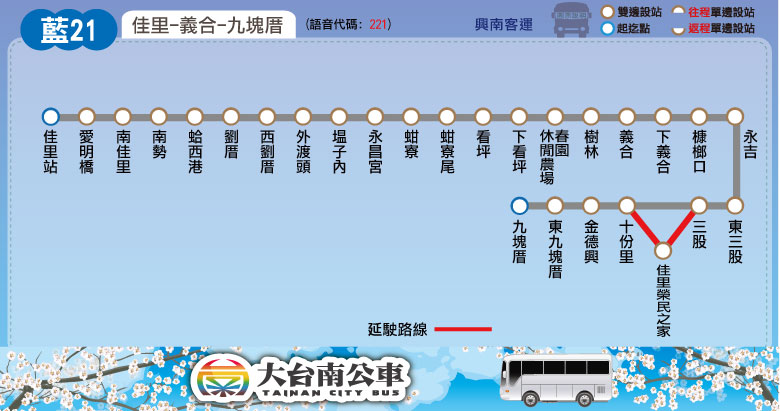 藍21
佳里-義合-九塊厝
(語音代碼：221)
興南客運
雙邊設站
往程單邊設站
起迄點
返程單邊設站
佳里站
愛明橋
南佳里
南勢
蛤西港
劉厝
西劉厝
外渡頭
塭子內
永昌宮
蚶寮
蚶寮尾
看坪
下看坪
春園休閒農場
樹林
義合
下義合
槺榔口
永吉
九塊厝
東九塊厝
金德興
十份里
佳里榮民之家
三股
東三股
延駛路線
大台南公車
TAINAN CITY BUS